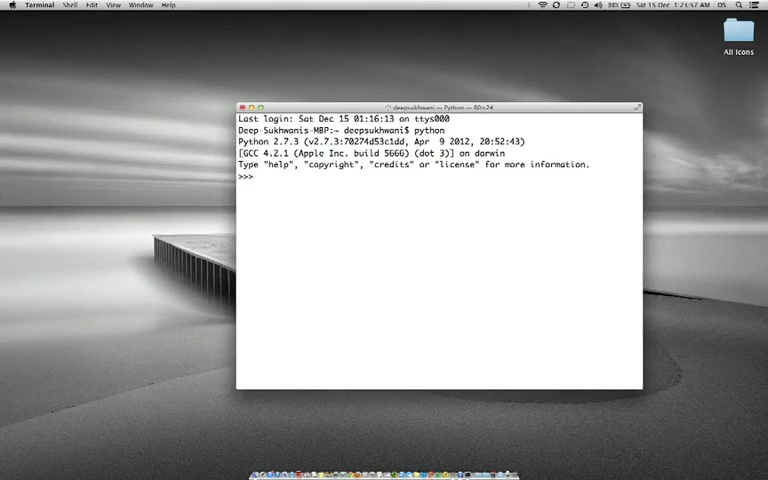 Terminal Shell Edit View Window Help
98% Sat 15 Dec 1:23:57 AM DS
All Icons
deepsukhwani — Python — 80×24
Last login: Sat Dec 15 01:16:13 on ttys000
Deep-Sukhwanis-MBP:~ deepsukhwani$ python
Python 2.7.3 (v2.7.3:70274d53c1dd, Apr  9 2012, 20:52:43)
[GCC 4.2.1 (Apple Inc. build 5666) (dot 3)] on darwin
Type "help", "copyright", "credits" or "license" for more information.
>>>